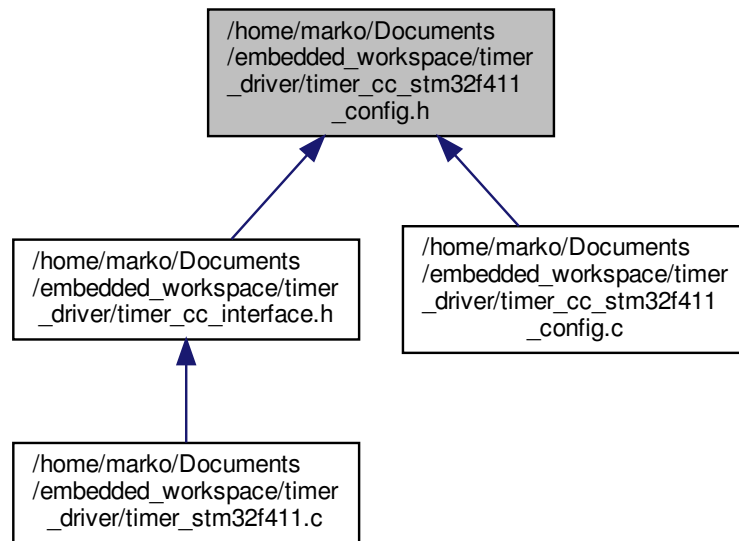 /home/marko/Documents
/embedded_workspace/timer
_driver/timer_cc_stm32f411
_config.h
/home/marko/Documents
/embedded_workspace/timer
_driver/timer_cc_interface.h
/home/marko/Documents
/embedded_workspace/timer
_driver/timer_cc_stm32f411
_config.c
/home/marko/Documents
/embedded_workspace/timer
_driver/timer_stm32f411.c